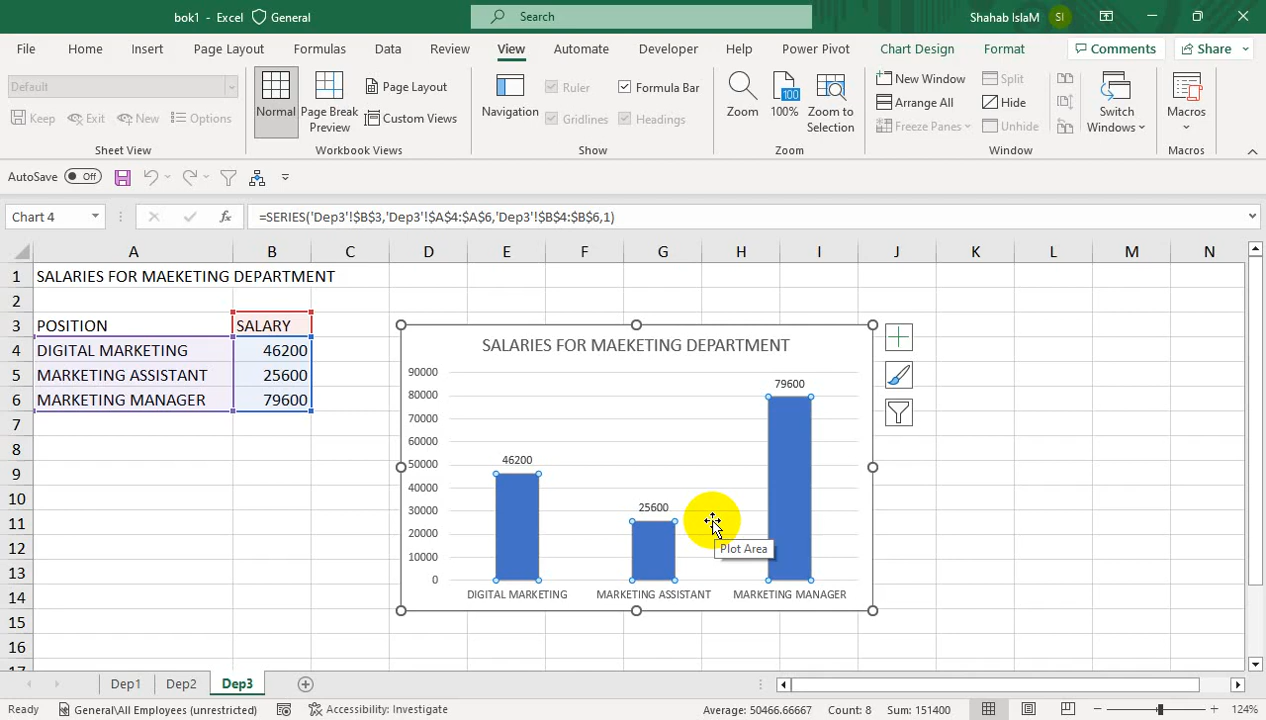 bok1 - Excel General Search Shahab IslaM SI
File Home Insert Page Layout Formulas Data Review View Automate Developer Help Power Pivot Chart Design Format Comments Share
Default
Keep Exit New Options
Sheet View
Normal
Page Break Preview
Page Layout
Custom Views
Workbook Views
Navigation
Ruler Formula Bar
Gridlines Headings
Show
Zoom
100
100%
Zoom to Selection
Zoom
New Window
Arrange All
Freeze Panes
Split
Hide
Unhide
Switch Windows
Window
Macros
Macros
AutoSave Off
Chart 4 fx =SERIES('Dep3'!$B$3,'Dep3'!$A$4:$A$6,'Dep3'!$B$4:$B$6,1)
A B C D E F G H I J K L M N
1 SALARIES FOR MAEKETING DEPARTMENT
2
3 POSITION SALARY
4 DIGITAL MARKETING 46200
5 MARKETING ASSISTANT 25600
6 MARKETING MANAGER 79600
7
8
9
10
11
12
13
14
15
16
17
SALARIES FOR MAEKETING DEPARTMENT
90000
80000
70000
60000
50000
40000
30000
20000
10000
0
46200
25600
79600
Plot Area
DIGITAL MARKETING MARKETING ASSISTANT MARKETING MANAGER
Dep1 Dep2 Dep3
Ready General\All Employees (unrestricted) Accessibility: Investigate Average: 50466.66667 Count: 8 Sum: 151400 124%